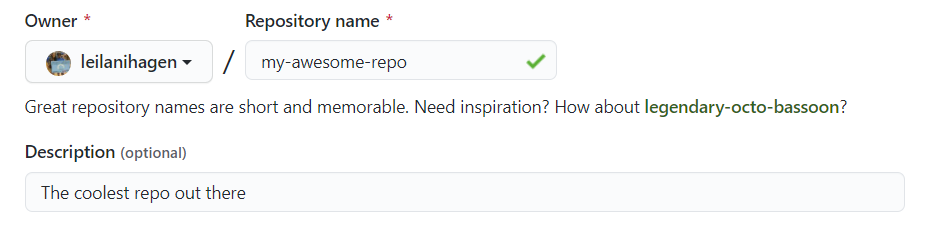 Owner * Repository name *
leilanihagen / my-awesome-repo
Great repository names are short and memorable. Need inspiration? How about legendary-octo-bassoon?
Description (optional)
The coolest repo out there